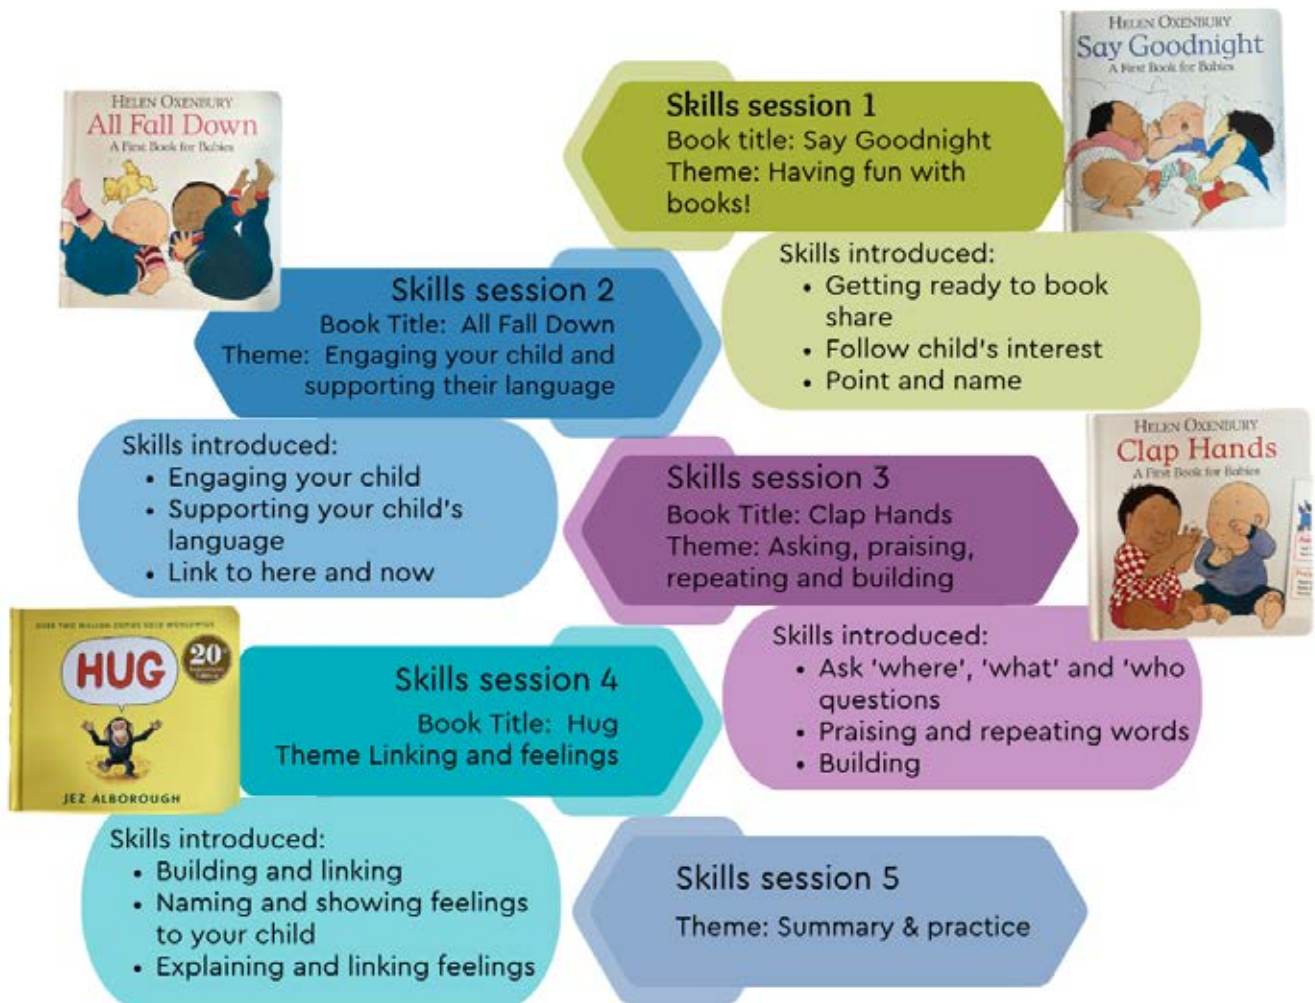 HELEN OXENBURY
Say Goodnight
A First Book for Babies
Skills session 1
Book title: Say Goodnight
Theme: Having fun with
books!
Skills introduced:
• Getting ready to book
share
• Follow child's interest
• Point and name
HELEN OXENBURY
All Fall Down
A First Book for Babies
Skills session 2
Book Title: All Fall Down
Theme: Engaging your child and
supporting their language
Skills introduced:
• Engaging your child
• Supporting your child's
language
• Link to here and now
HELEN OXENBURY
Clap Hands
A First Book for Babies
Skills session 3
Book Title: Clap Hands
Theme: Asking, praising,
repeating and building
Skills introduced:
• Ask 'where', 'what' and 'who
questions
• Praising and repeating words
• Building
OVER TWO MILLION COPIES SOLD WORLDWIDE
HUG
20
JEZ ALBOROUGH
Skills session 4
Book Title: Hug
Theme Linking and feelings
Skills introduced:
• Building and linking
• Naming and showing feelings
to your child
• Explaining and linking feelings
Skills session 5
Theme: Summary & practice